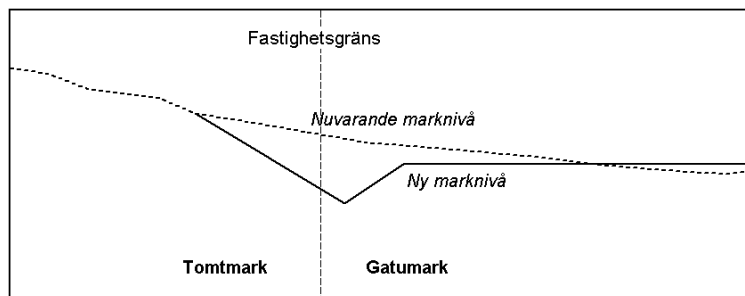 Fastighetsgräns
Nuvarande marknivå
Ny marknivå
Tomtmark
Gatumark